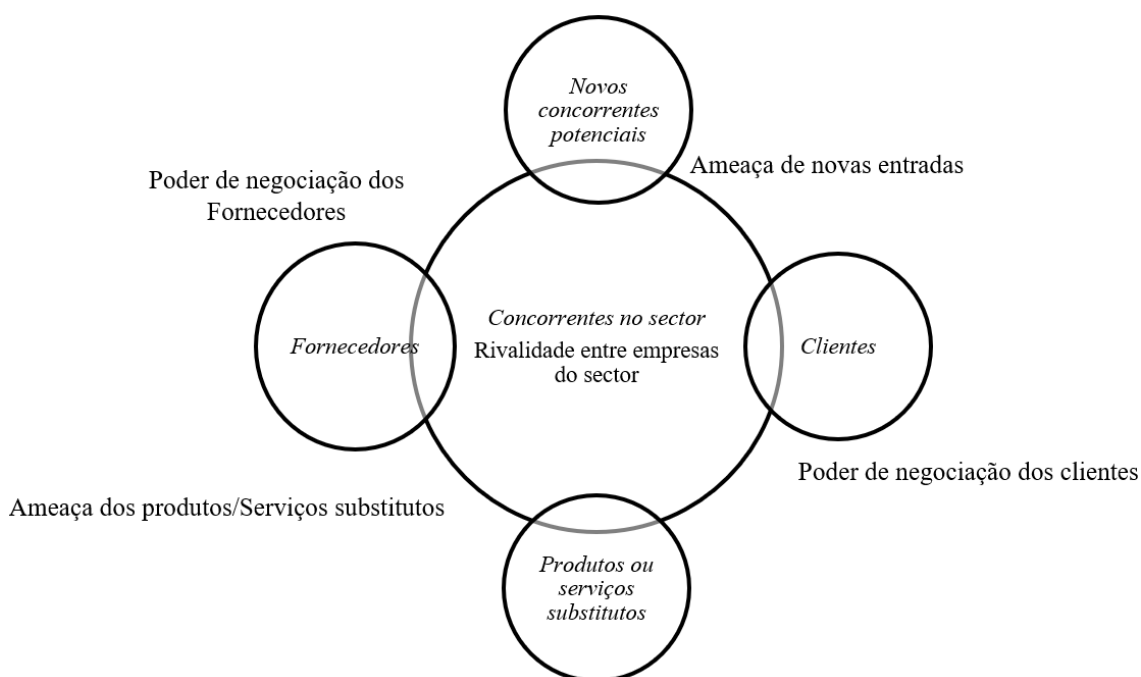 Novos
concorrentes
potenciais
Ameaça de novas entradas
Poder de negociação dos
Fornecedores
Fornecedores
Concorrentes no sector
Rivalidade entre empresas
do sector
Clientes
Poder de negociação dos clientes
Ameaça dos produtos/Serviços substitutos
Produtos ou
serviços
substitutos